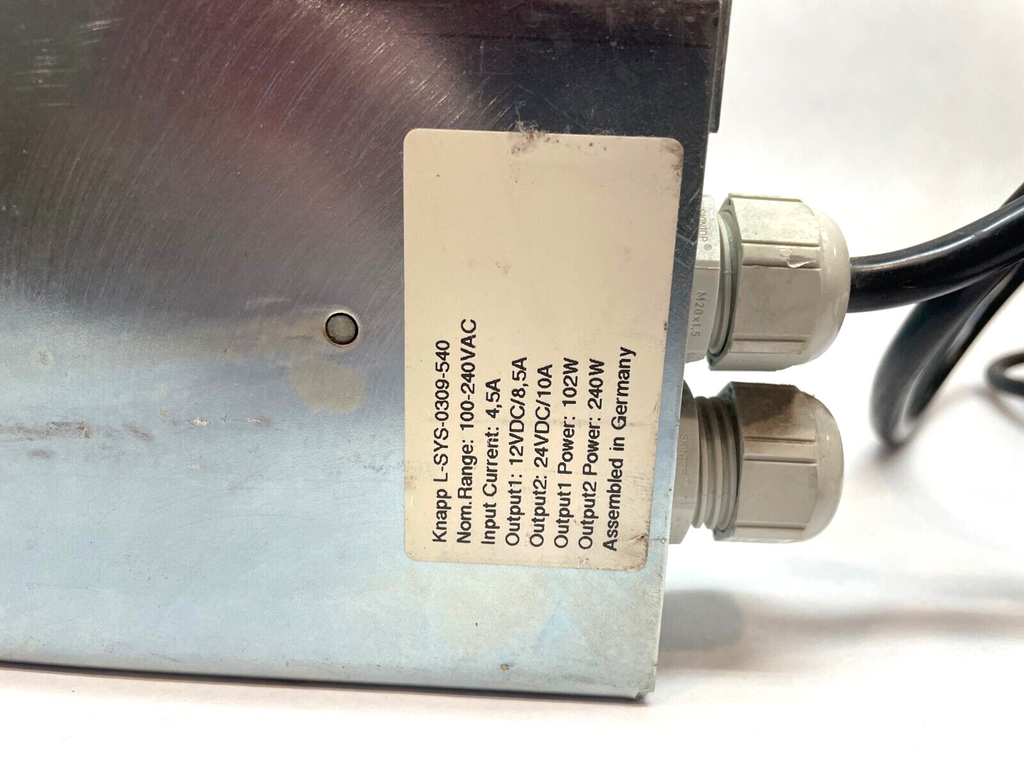 Knapp L-SYS-0309-540
Nom.Range: 100-240VAC
Input Current: 4,5A
Output1: 12VDC/8,5A
Output2: 24VDC/10A
Output1 Power: 102W
Output2 Power: 240W
Assembled in Germany
M20x1,5